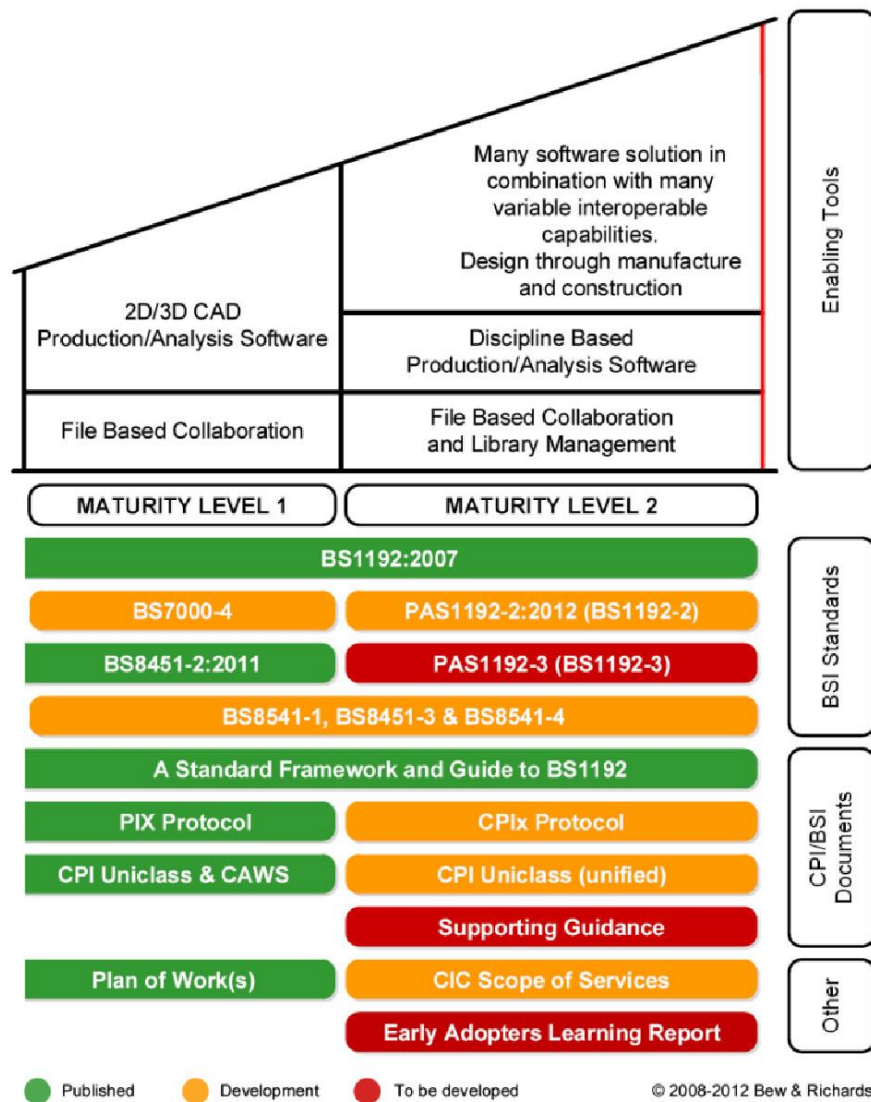 Many software solution in
combination with many
variable interoperable
capabilities.
Design through manufacture
and construction
Enabling Tools
2D/3D CAD
Production/Analysis Software
Discipline Based
Production/Analysis Software
File Based Collaboration
File Based Collaboration
and Library Management
MATURITY LEVEL 1
MATURITY LEVEL 2
BS1192:2007
BSI Standards
BS7000-4
PAS1192-2:2012 (BS1192-2)
BS8451-2:2011
PAS1192-3 (BS1192-3)
BS8541-1, BS8451-3 & BS8541-4
A Standard Framework and Guide to BS1192
CPI/BSI
Documents
PIX Protocol
CPIx Protocol
CPI Uniclass & CAWS
CPI Uniclass (unified)
Supporting Guidance
Plan of Work(s)
CIC Scope of Services
Other
Early Adopters Learning Report
Published
Development
To be developed
© 2008-2012 Bew & Richards